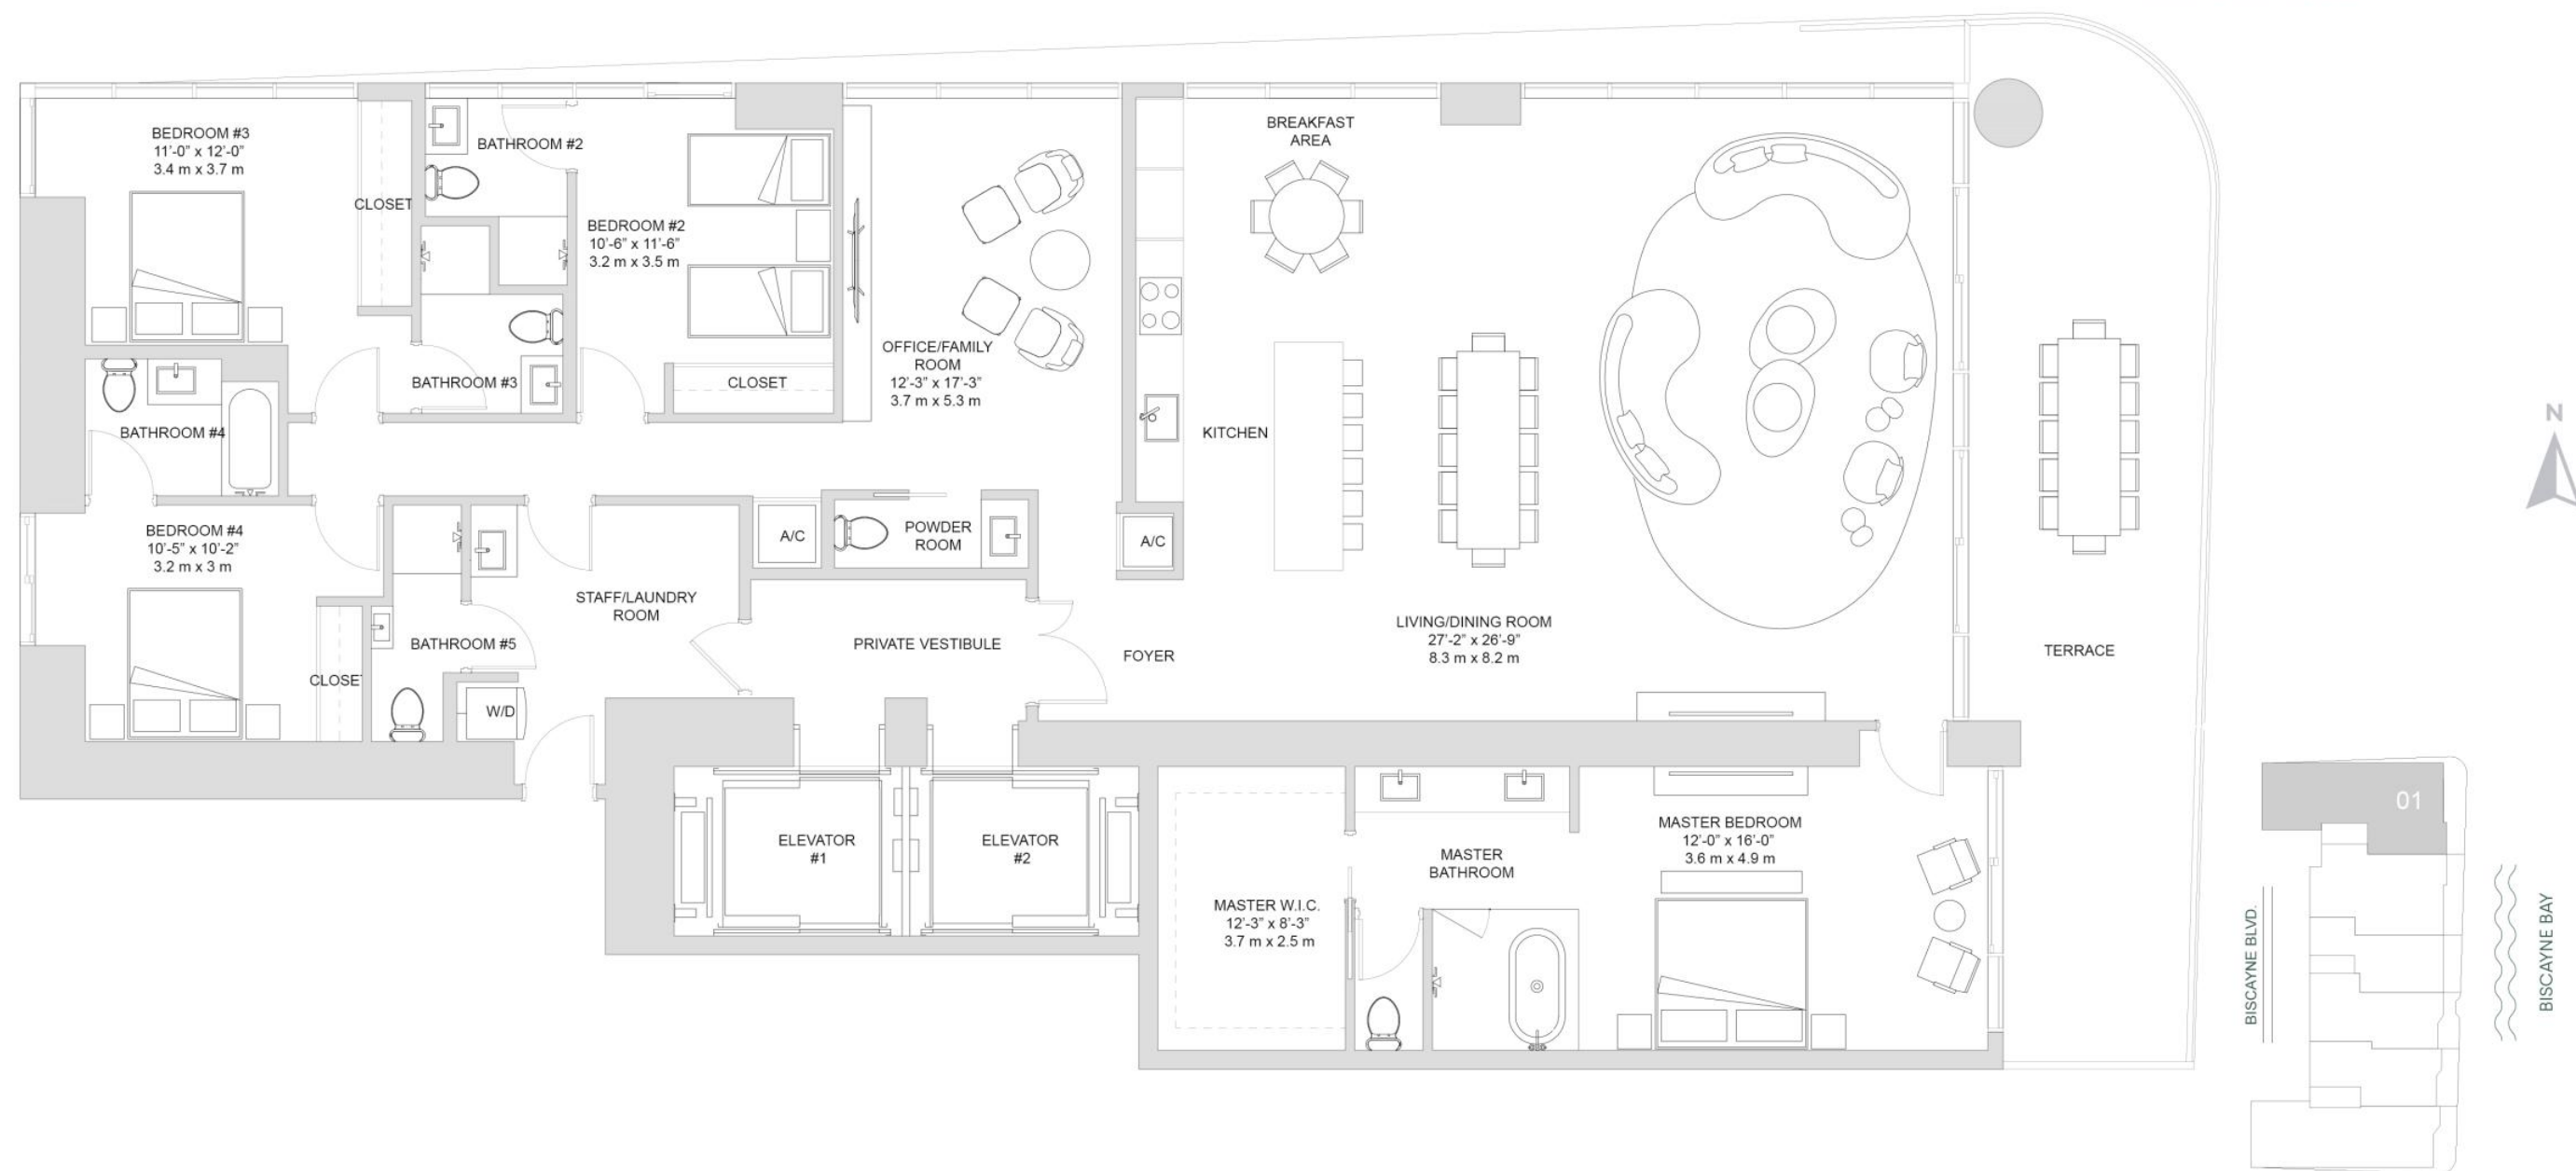 BEDROOM #3
11'-0" x 12'-0"
3.4 m x 3.7 m
CLOSET
BATHROOM #2
BEDROOM #2
10'-6" x 11'-6"
3.2 m x 3.5 m
CLOSET
BATHROOM #3
OFFICE/FAMILY
ROOM
12'-3" x 17'-3"
3.7 m x 5.3 m
BREAKFAST
AREA
KITCHEN
BATHROOM #4
BEDROOM #4
10'-5" x 10'-2"
3.2 m x 3 m
CLOSET
BATHROOM #5
W/D
STAFF/LAUNDRY
ROOM
A/C
POWDER
ROOM
A/C
PRIVATE VESTIBULE
FOYER
LIVING/DINING ROOM
27'-2" x 26'-9"
8.3 m x 8.2 m
TERRACE
ELEVATOR
#1
ELEVATOR
#2
MASTER W.I.C.
12'-3" x 8'-3"
3.7 m x 2.5 m
MASTER
BATHROOM
MASTER BEDROOM
12'-0" x 16'-0"
3.6 m x 4.9 m
N
01
BISCAYNE BLVD.
BISCAYNE BAY